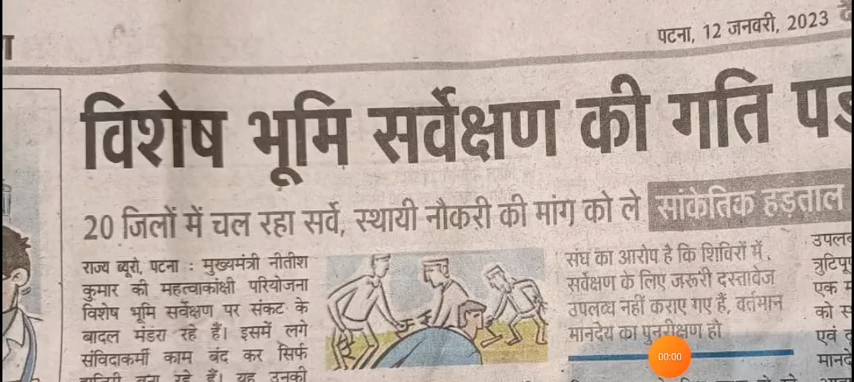 पटना, 12 जनवरी, 2023
विशेष भूमि सर्वेक्षण की गति
20 जिलों में चल रहा सर्वे, स्थायी नौकरी की मांग को ले सांकेतिक हड़ताल
राज्य ब्यूरो, पटना : मुख्यमंत्री नीतीश
कुमार की महत्वाकांक्षी परियोजना
विशेष भूमि सर्वेक्षण पर संकट के
बादल मंडरा रहे हैं। इसमें लगे
संविदाकर्मी काम बंद कर सिर्फ
संघ का आरोप है कि शिविरों में,
सर्वेक्षण के लिए जरूरी दस्तावेज
उपलब्ध नहीं कराए गए हैं, वर्तमान
मानदेय का पुनरीक्षण हो
00:00
एक
को
एवं